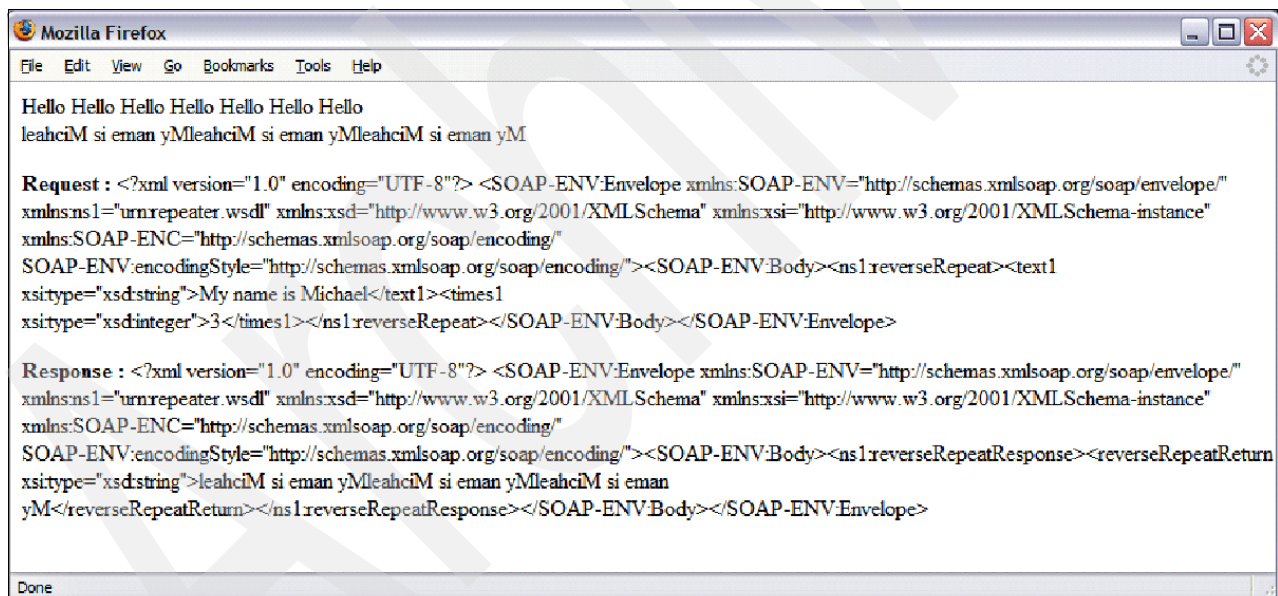 Mozilla Firefox
File Edit View Go Bookmarks Tools Help
Hello Hello Hello Hello Hello Hello Hello
leahciM si eman yMleahciM si eman yMleahciM si eman yM
Request : <?xml version="1.0" encoding="UTF-8"?> <SOAP-ENV:Envelope xmlns:SOAP-ENV="http://schemas.xmlsoap.org/soap/envelope/"
xmlns:ns1="urn:repeater.wsdl" xmlns:xsd="http://www.w3.org/2001/XMLSchema" xmlns:xsi="http://www.w3.org/2001/XMLSchema-instance"
xmlns:SOAP-ENC="http://schemas.xmlsoap.org/soap/encoding/"
SOAP-ENV:encodingStyle="http://schemas.xmlsoap.org/soap/encoding/"><SOAP-ENV:Body><ns1:reverseRepeat><text1
xsi:type="xsd:string">My name is Michael</text1><times1
xsi:type="xsd:integer">3</times1></ns1:reverseRepeat></SOAP-ENV:Body></SOAP-ENV:Envelope>
Response : <?xml version="1.0" encoding="UTF-8"?> <SOAP-ENV:Envelope xmlns:SOAP-ENV="http://schemas.xmlsoap.org/soap/envelope/"
xmlns:ns1="urn:repeater.wsdl" xmlns:xsd="http://www.w3.org/2001/XMLSchema" xmlns:xsi="http://www.w3.org/2001/XMLSchema-instance"
xmlns:SOAP-ENC="http://schemas.xmlsoap.org/soap/encoding/"
SOAP-ENV:encodingStyle="http://schemas.xmlsoap.org/soap/encoding/"><SOAP-ENV:Body><ns1:reverseRepeatResponse><reverseRepeatReturn
xsi:type="xsd:string">leahciM si eman yMleahciM si eman yMleahciM si eman
yM</reverseRepeatReturn></ns1:reverseRepeatResponse></SOAP-ENV:Body></SOAP-ENV:Envelope>
Done